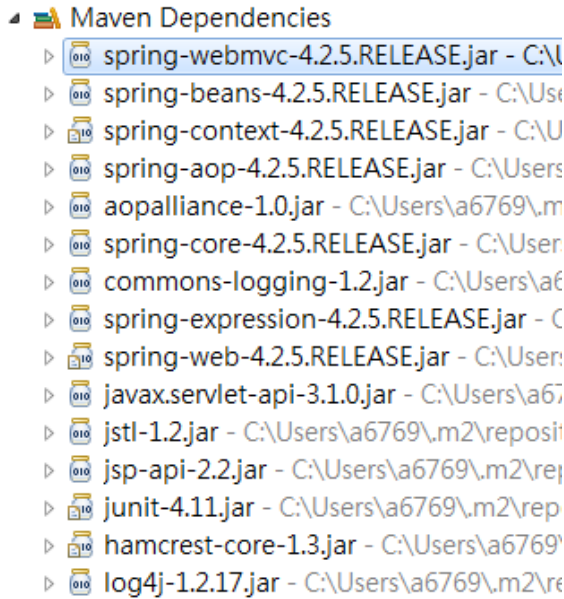 Maven Dependencies
spring-webmvc-4.2.5.RELEASE.jar - C:\U
spring-beans-4.2.5.RELEASE.jar - C:\Use
spring-context-4.2.5.RELEASE.jar - C:\U
spring-aop-4.2.5.RELEASE.jar - C:\Users
aopalliance-1.0.jar - C:\Users\a6769\.m
spring-core-4.2.5.RELEASE.jar - C:\User
commons-logging-1.2.jar - C:\Users\a6
spring-expression-4.2.5.RELEASE.jar - C
spring-web-4.2.5.RELEASE.jar - C:\Users
javax.servlet-api-3.1.0.jar - C:\Users\a67
jstl-1.2.jar - C:\Users\a6769\.m2\reposit
jsp-api-2.2.jar - C:\Users\a6769\.m2\rep
junit-4.11.jar - C:\Users\a6769\.m2\repo
hamcrest-core-1.3.jar - C:\Users\a6769\
log4j-1.2.17.jar - C:\Users\a6769\.m2\re